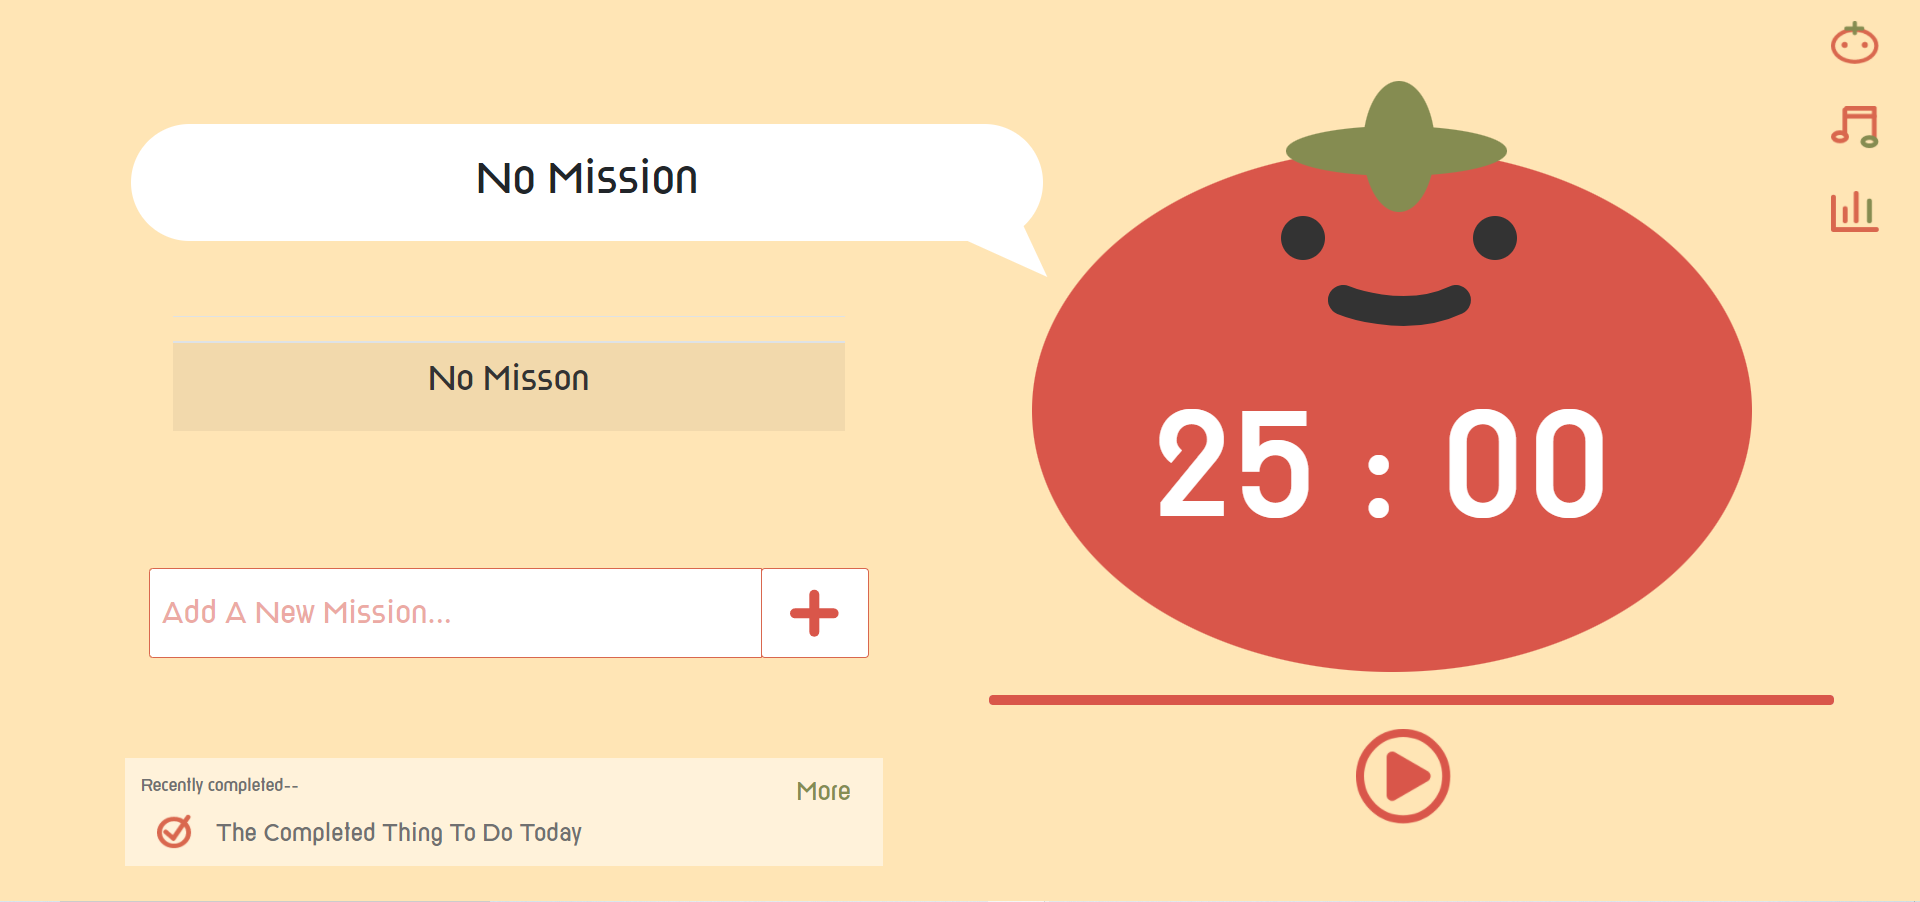 No Mission
No Misson
25 : 00
Add A New Mission...
Recently completed--
More
The Completed Thing To Do Today